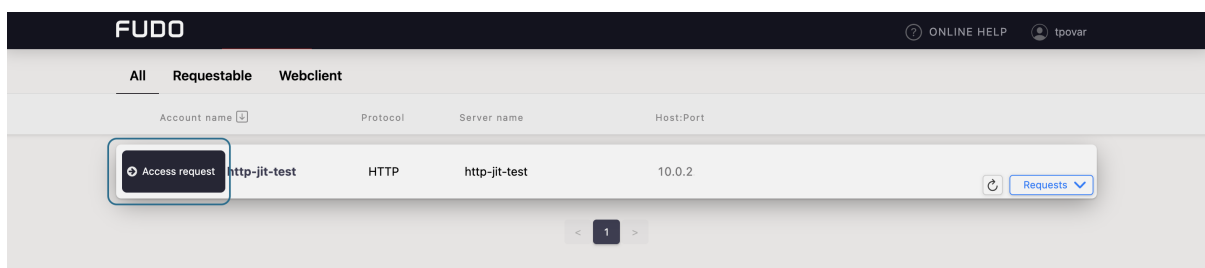 FUDO
? ONLINE HELP tpovar
All Requestable Webclient
Account name Protocol Server name Host:Port
Access request http-jit-test HTTP http-jit-test 10.0.2
Requests
< 1 >